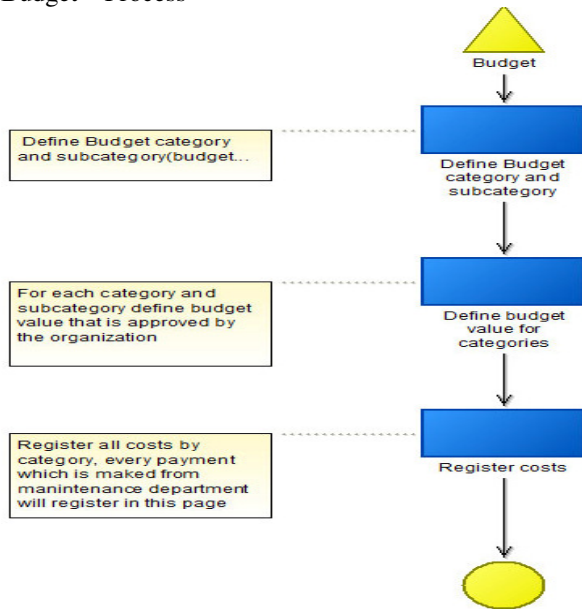 Budget Process
Budget
Define Budget category
and subcategory(budget...
Define Budget
category and
subcategory
For each category and
subcategory define budget
value that is approved by
the organization
Define budget
value for
categories
Register all costs by
category, every payment
which is maked from
manintenance department
will register in this page
Register costs